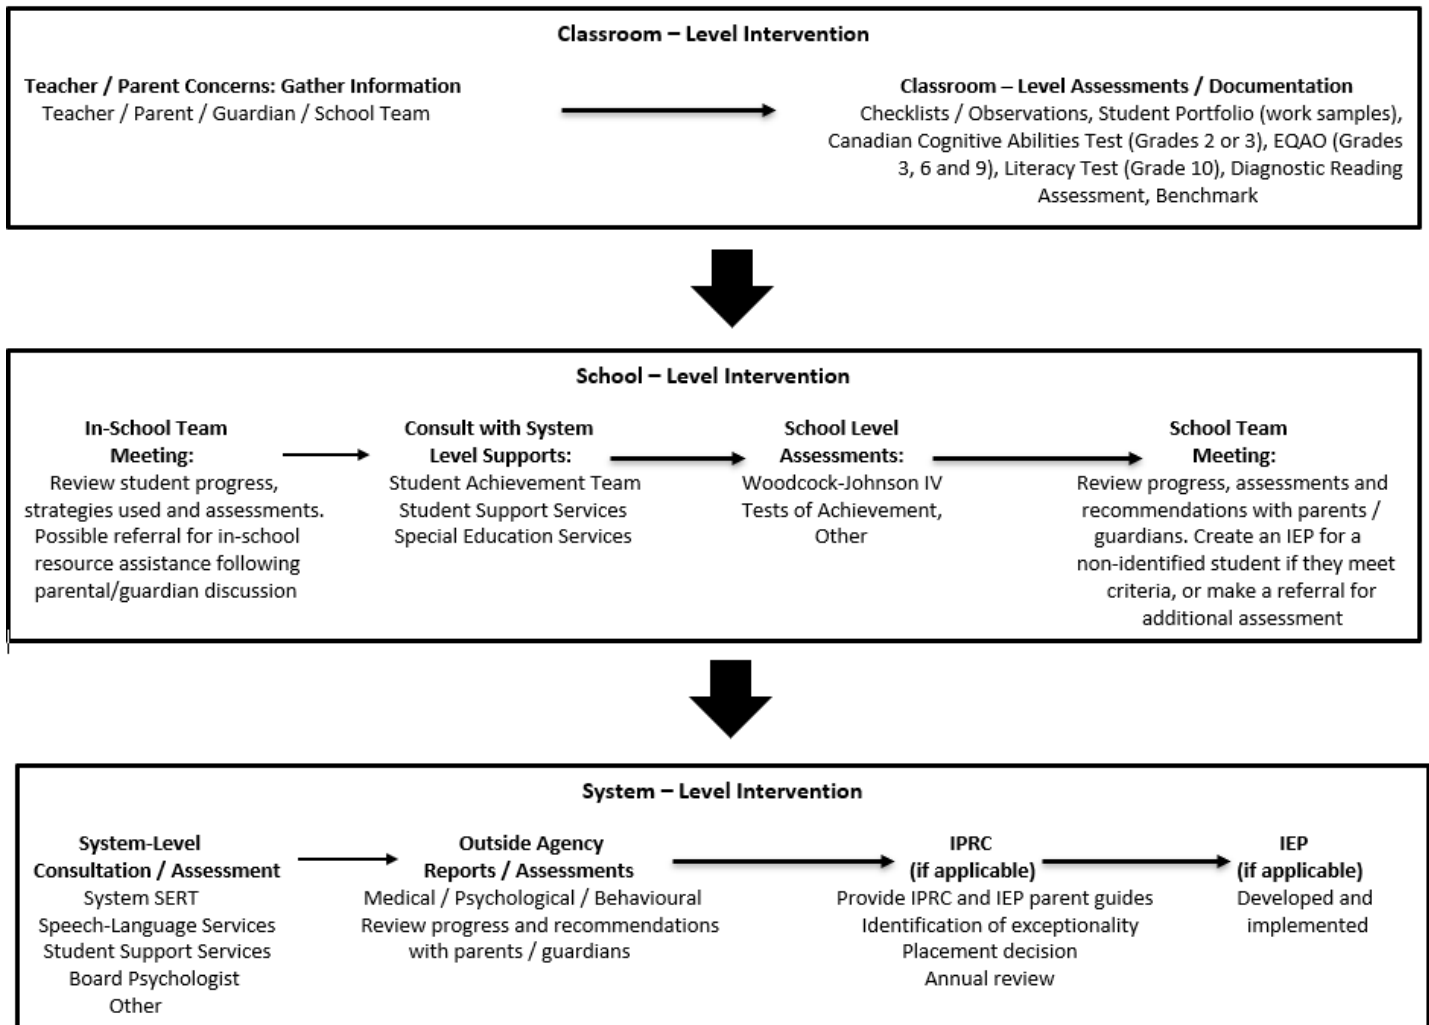 Classroom – Level Intervention
Teacher / Parent Concerns: Gather Information
Teacher / Parent / Guardian / School Team
Classroom – Level Assessments / Documentation
Checklists / Observations, Student Portfolio (work samples),
Canadian Cognitive Abilities Test (Grades 2 or 3), EQAO (Grades
3, 6 and 9), Literacy Test (Grade 10), Diagnostic Reading
Assessment, Benchmark
School – Level Intervention
In-School Team
Meeting:
Review student progress,
strategies used and assessments.
Possible referral for in-school
resource assistance following
parental/guardian discussion
Consult with System
Level Supports:
Student Achievement Team
Student Support Services
Special Education Services
School Level
Assessments:
Woodcock-Johnson IV
Tests of Achievement,
Other
School Team
Meeting:
Review progress, assessments and
recommendations with parents /
guardians. Create an IEP for a
non-identified student if they meet
criteria, or make a referral for
additional assessment
System – Level Intervention
System-Level
Consultation / Assessment
System SERT
Speech-Language Services
Student Support Services
Board Psychologist
Other
Outside Agency
Reports / Assessments
Medical / Psychological / Behavioural
Review progress and recommendations
with parents / guardians
IPRC
(if applicable)
Provide IPRC and IEP parent guides
Identification of exceptionality
Placement decision
Annual review
IEP
(if applicable)
Developed and
implemented